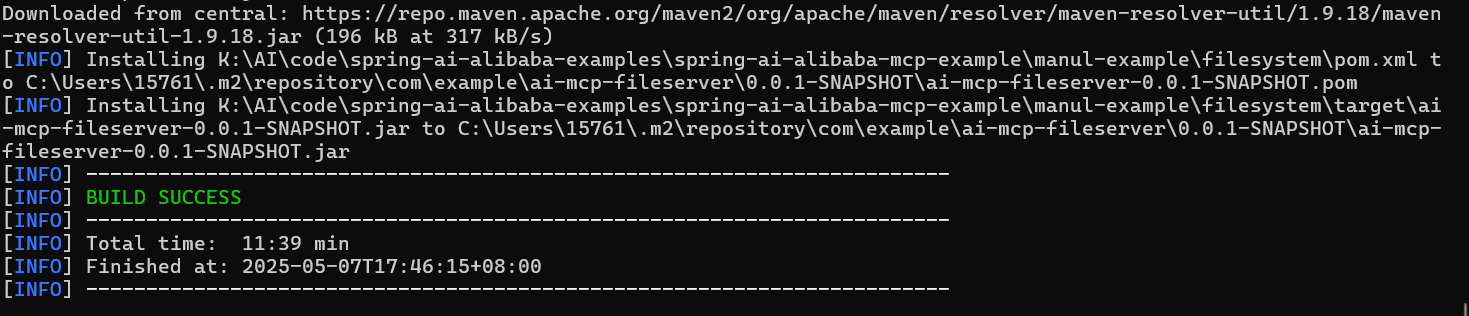 Downloaded from central: https://repo.maven.apache.org/maven2/org/apache/maven/resolver/maven-resolver-util/1.9.18/maven
-resolver-util-1.9.18.jar (196 kB at 317 kB/s)
[INFO] Installing K:\AI\code\spring-ai-alibaba-examples\spring-ai-alibaba-mcp-example\manul-example\filesystem\pom.xml t
o C:\Users\15761\.m2\repository\com\example\ai-mcp-fileserver\0.0.1-SNAPSHOT\ai-mcp-fileserver-0.0.1-SNAPSHOT.pom
[INFO] Installing K:\AI\code\spring-ai-alibaba-examples\spring-ai-alibaba-mcp-example\manul-example\filesystem\target\ai
-mcp-fileserver-0.0.1-SNAPSHOT.jar to C:\Users\15761\.m2\repository\com\example\ai-mcp-fileserver\0.0.1-SNAPSHOT\ai-mcp-
fileserver-0.0.1-SNAPSHOT.jar
[INFO] ------------------------------------------------------------------------
[INFO] BUILD SUCCESS
[INFO] ------------------------------------------------------------------------
[INFO] Total time:  11:39 min
[INFO] Finished at: 2025-05-07T17:46:15+08:00
[INFO] ------------------------------------------------------------------------